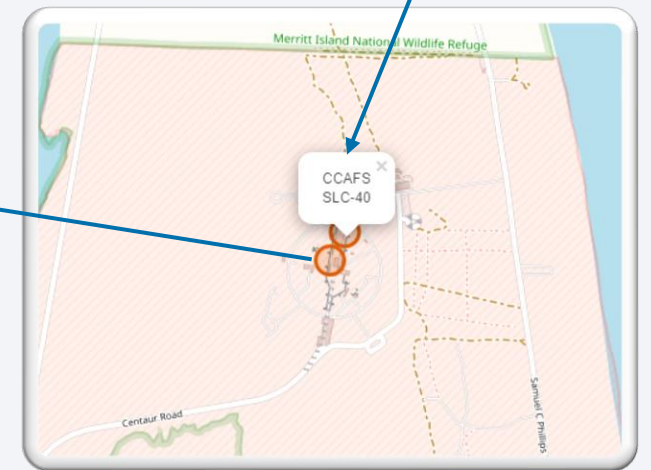 Merritt Island National Wildlife Refuge
×
CCAFS
SLC-40
Centaur Road
Samuel C Phillips